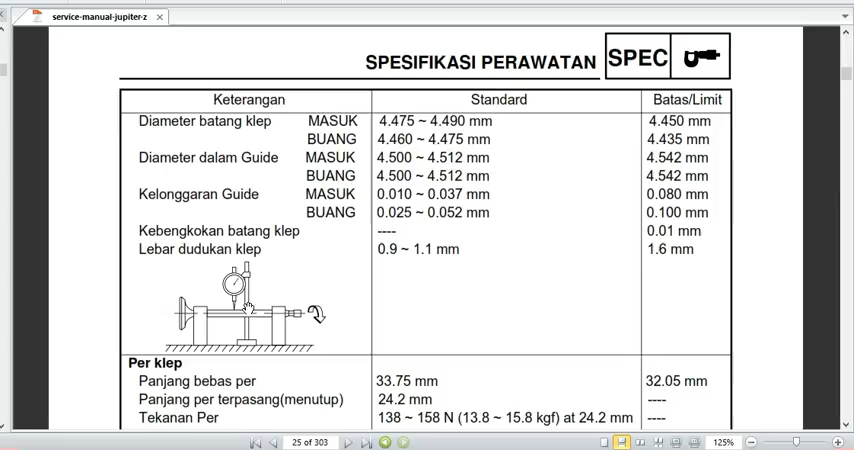 service-manual-jupiter-z
SPESIFIKASI PERAWATAN SPEC
Keterangan Standard Batas/Limit
Diameter batang klep MASUK 4.475 ~ 4.490 mm 4.450 mm
BUANG 4.460 ~ 4.475 mm 4.435 mm
Diameter dalam Guide MASUK 4.500 ~ 4.512 mm 4.542 mm
BUANG 4.500 ~ 4.512 mm 4.542 mm
Kelonggaran Guide MASUK 0.010 ~ 0.037 mm 0.080 mm
BUANG 0.025 ~ 0.052 mm 0.100 mm
Kebengkokan batang klep ---- 0.01 mm
Lebar dudukan klep 0.9 ~ 1.1 mm 1.6 mm
Per klep
Panjang bebas per 33.75 mm 32.05 mm
Panjang per terpasang(menutup) 24.2 mm ----
Tekanan Per 138 ~ 158 N (13.8 ~ 15.8 kgf) at 24.2 mm ----
25 of 303 125%